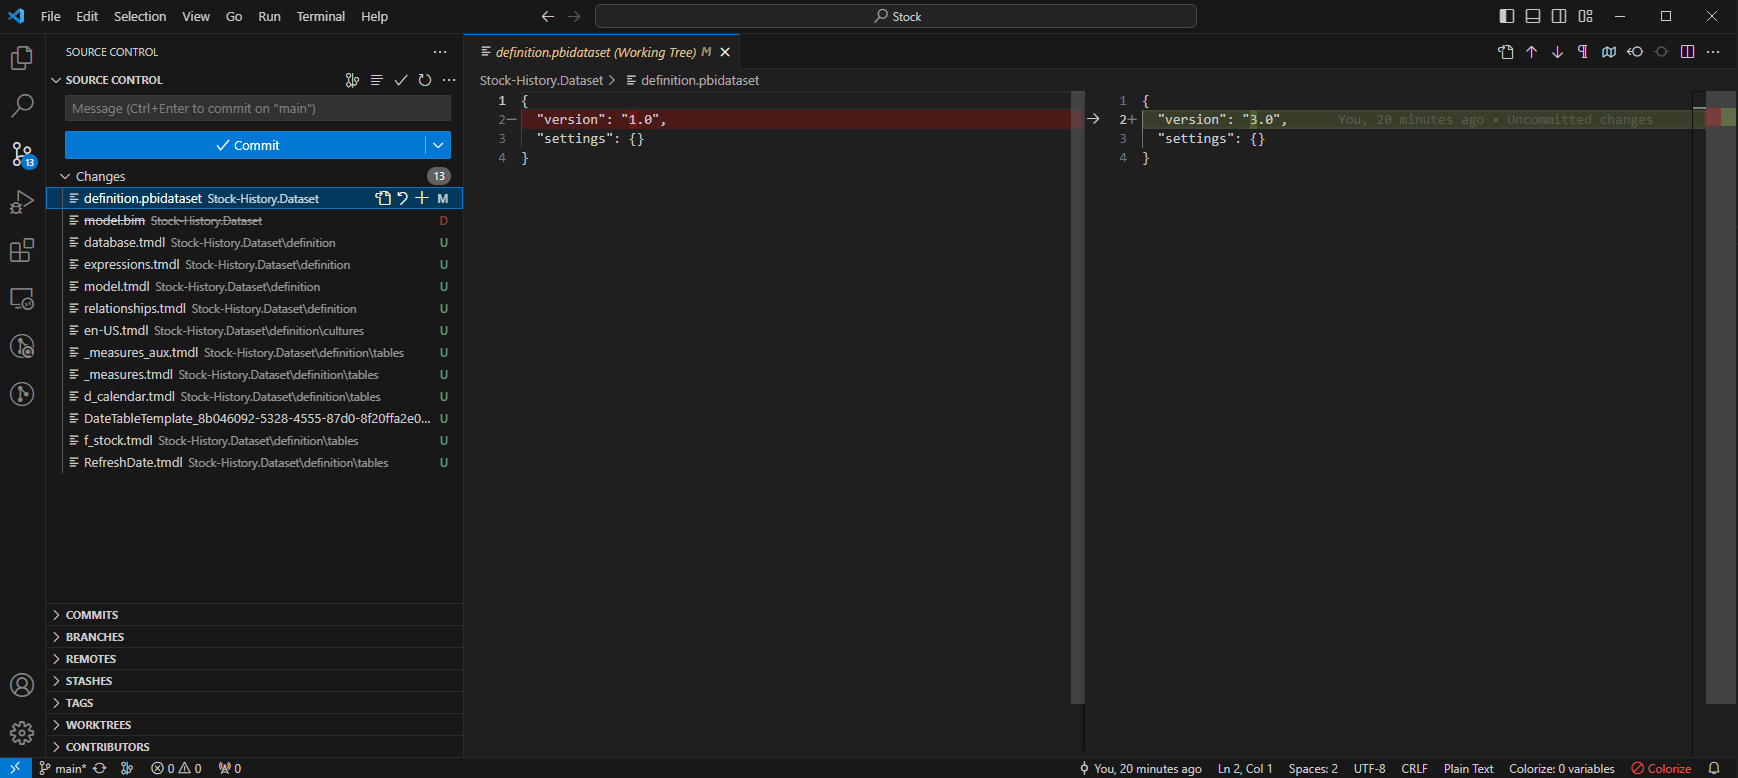 File Edit Selection View Go Run Terminal Help
Stock
SOURCE CONTROL
SOURCE CONTROL
Message (Ctrl+Enter to commit on "main")
Commit
Changes 13
13
definition.pbidataset Stock-History.Dataset M
model.bim Stock-History.Dataset D
database.tmdl Stock-History.Dataset\definition U
expressions.tmdl Stock-History.Dataset\definition U
model.tmdl Stock-History.Dataset\definition U
relationships.tmdl Stock-History.Dataset\definition U
en-US.tmdl Stock-History.Dataset\definition\cultures U
_measures_aux.tmdl Stock-History.Dataset\definition\tables U
_measures.tmdl Stock-History.Dataset\definition\tables U
d_calendar.tmdl Stock-History.Dataset\definition\tables U
DateTableTemplate_8b046092-5328-4555-87d0-8f20ffa2e0... U
f_stock.tmdl Stock-History.Dataset\definition\tables U
RefreshDate.tmdl Stock-History.Dataset\definition\tables U
COMMITS
BRANCHES
REMOTES
STASHES
TAGS
WORKTREES
CONTRIBUTORS
definition.pbidataset (Working Tree) M
Stock-History.Dataset > definition.pbidataset
1 {
2— "version": "1.0",
3 "settings": {}
4 }
1 {
2+ "version": "3.0", You, 20 minutes ago • Uncommitted changes
3 "settings": {}
4 }
main* 0 0 0
You, 20 minutes ago Ln 2, Col 1 Spaces: 2 UTF-8 CRLF Plain Text Colorize: 0 variables Colorize